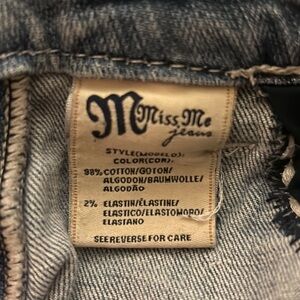 M Miss Me
jeans
STYLE(MODELO):
COLOR(COR):
98% COTTON/COTON/
ALGODON/BAUMWOLLE/
ALGODÃO
2% ELASTIN/ÉLASTINE/
ELASTICO/ELASTOMORO/
ELASTANO
SEE REVERSE FOR CARE